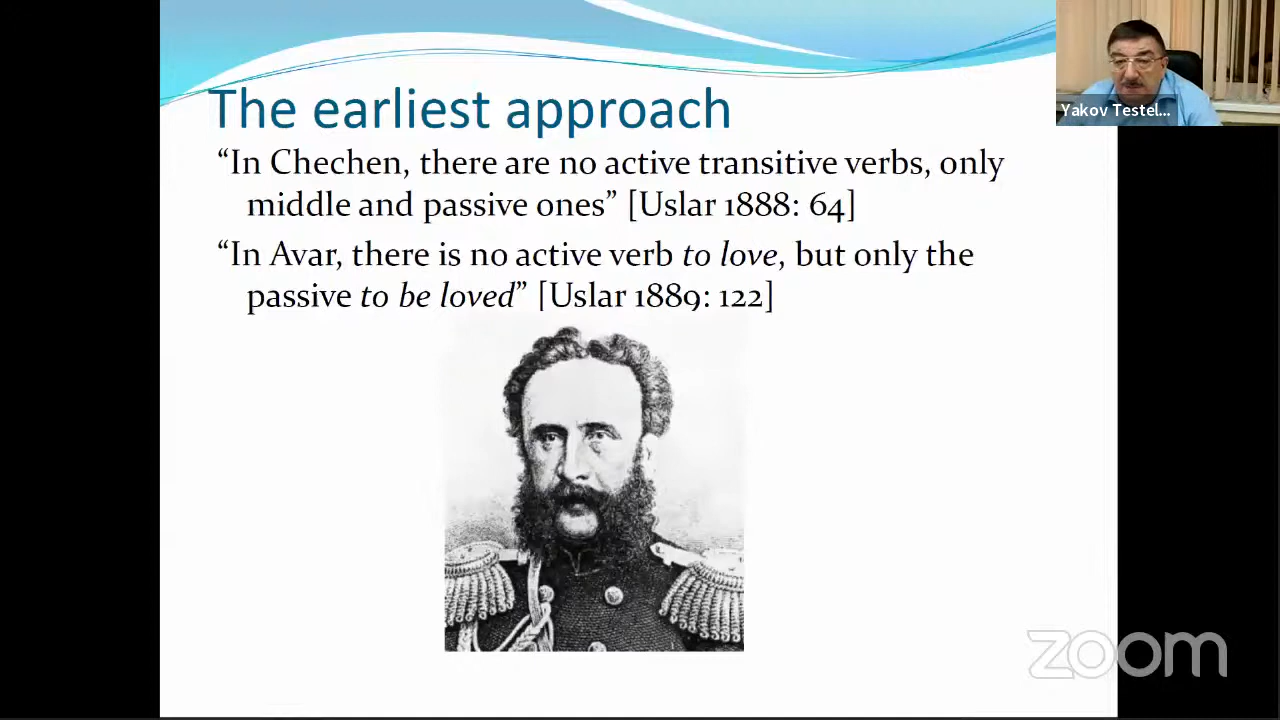 The earliest approach
“In Chechen, there are no active transitive verbs, only
middle and passive ones” [Uslar 1888: 64]
“In Avar, there is no active verb to love, but only the
passive to be loved” [Uslar 1889: 122]
Yakov Testel...
zoom